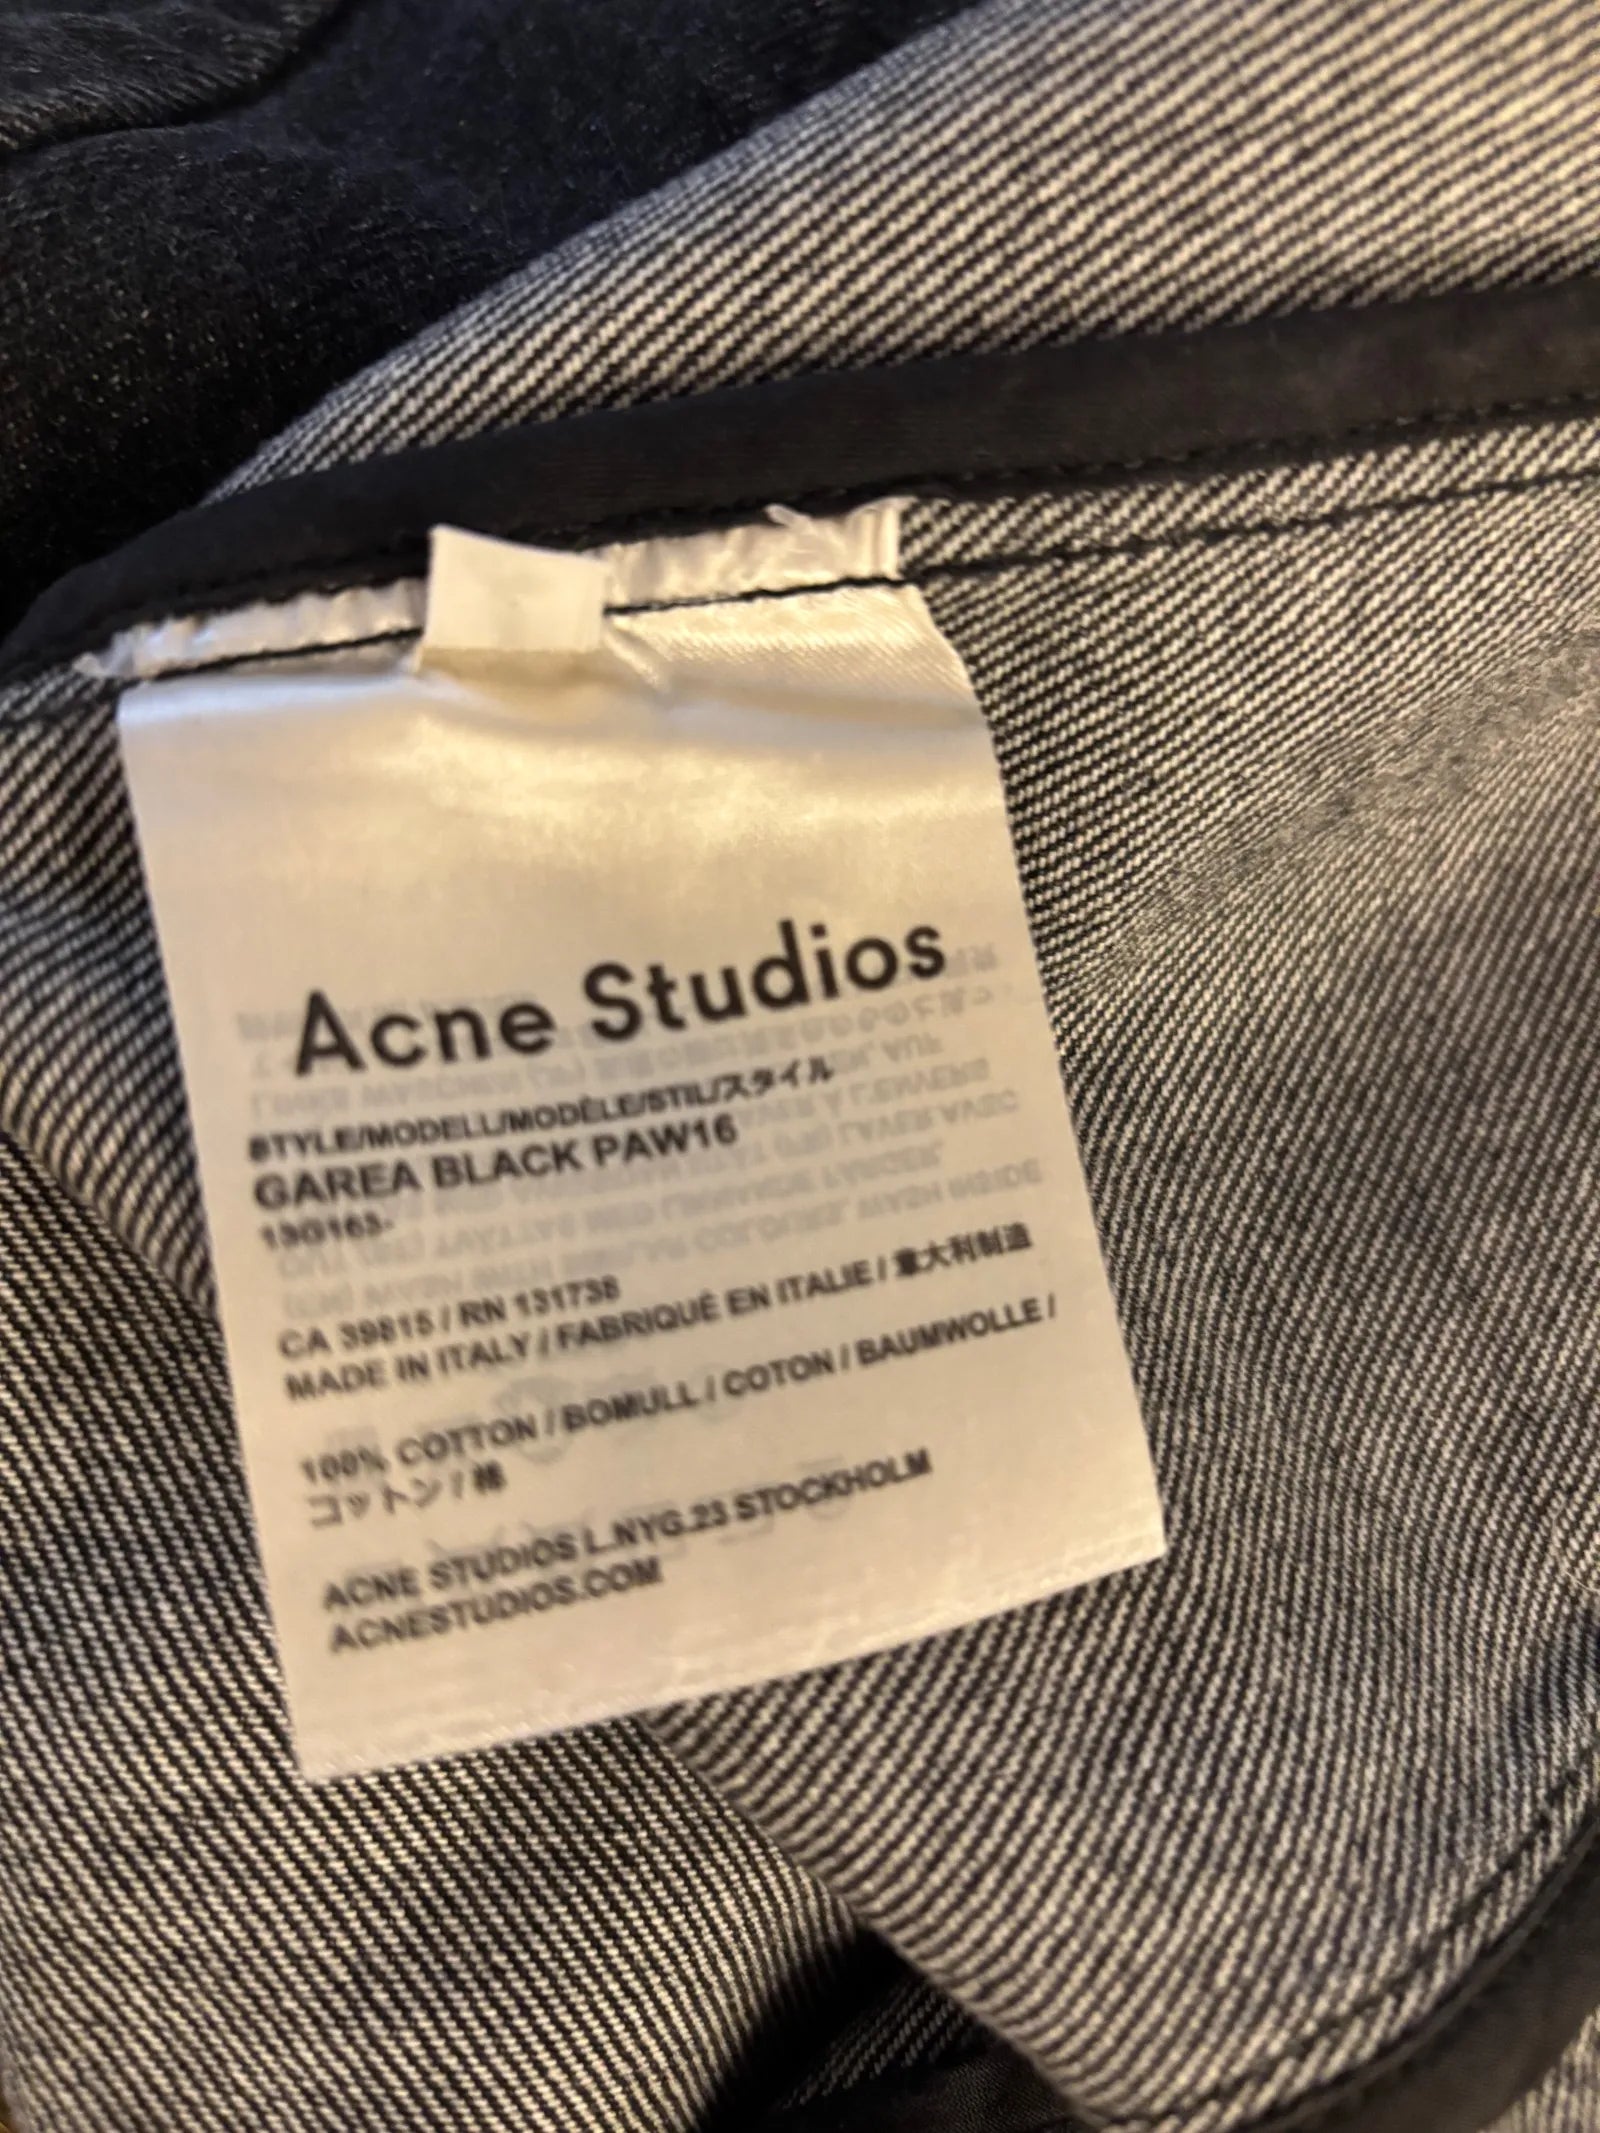 Acne Studios
STYLE/MODELL/MODÈLE/STIL/スタイル
GAREA BLACK PAW16
13G163-
CA 39815 / RN 131738
MADE IN ITALY / FABRIQUÉ EN ITALIE / 意大利制造
100% COTTON / BOMULL / COTON / BAUMWOLLE /
コットン / 棉
ACNE STUDIOS L.NYG.23 STOCKHOLM
ACNESTUDIOS.COM